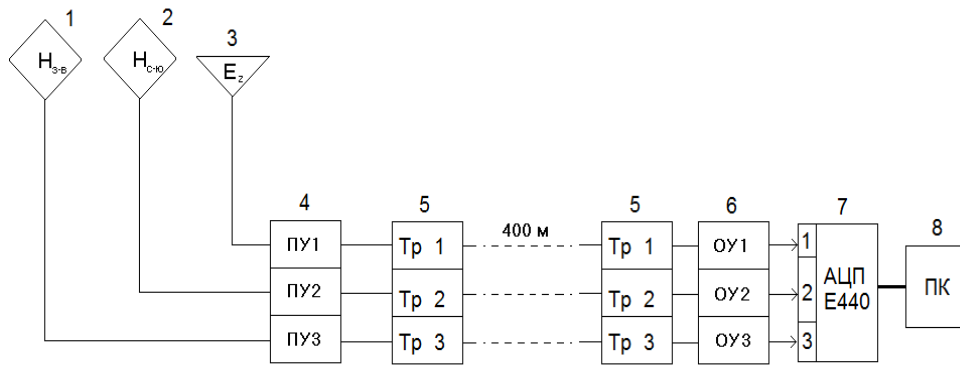 1
2
3
Hз-в
Hс-ю
Ez
4
5
400 м
5
6
7
8
ПУ1
Тр 1
Тр 1
ОУ1
1
ПУ2
Тр 2
Тр 2
ОУ2
2
АЦП
E440
ПК
ПУ3
Тр 3
Тр 3
ОУ3
3